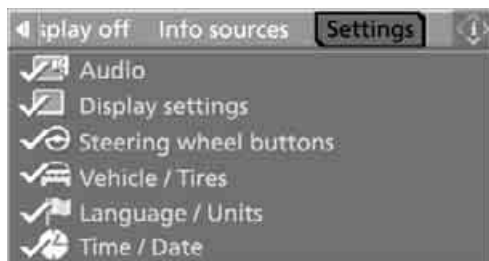 splay off Info sources Settings i
Audio
Display settings
Steering wheel buttons
Vehicle / Tires
Language / Units
Time / Date